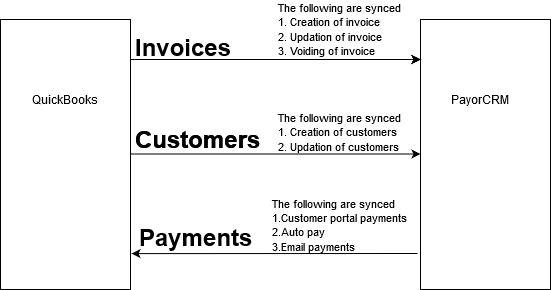 The following are synced
1. Creation of invoice
2. Updation of invoice
3. Voiding of invoice
Invoices
QuickBooks
PayorCRM
The following are synced
1. Creation of customers
2. Updation of customers
Customers
The following are synced
1.Customer portal payments
2.Auto pay
3.Email payments
Payments